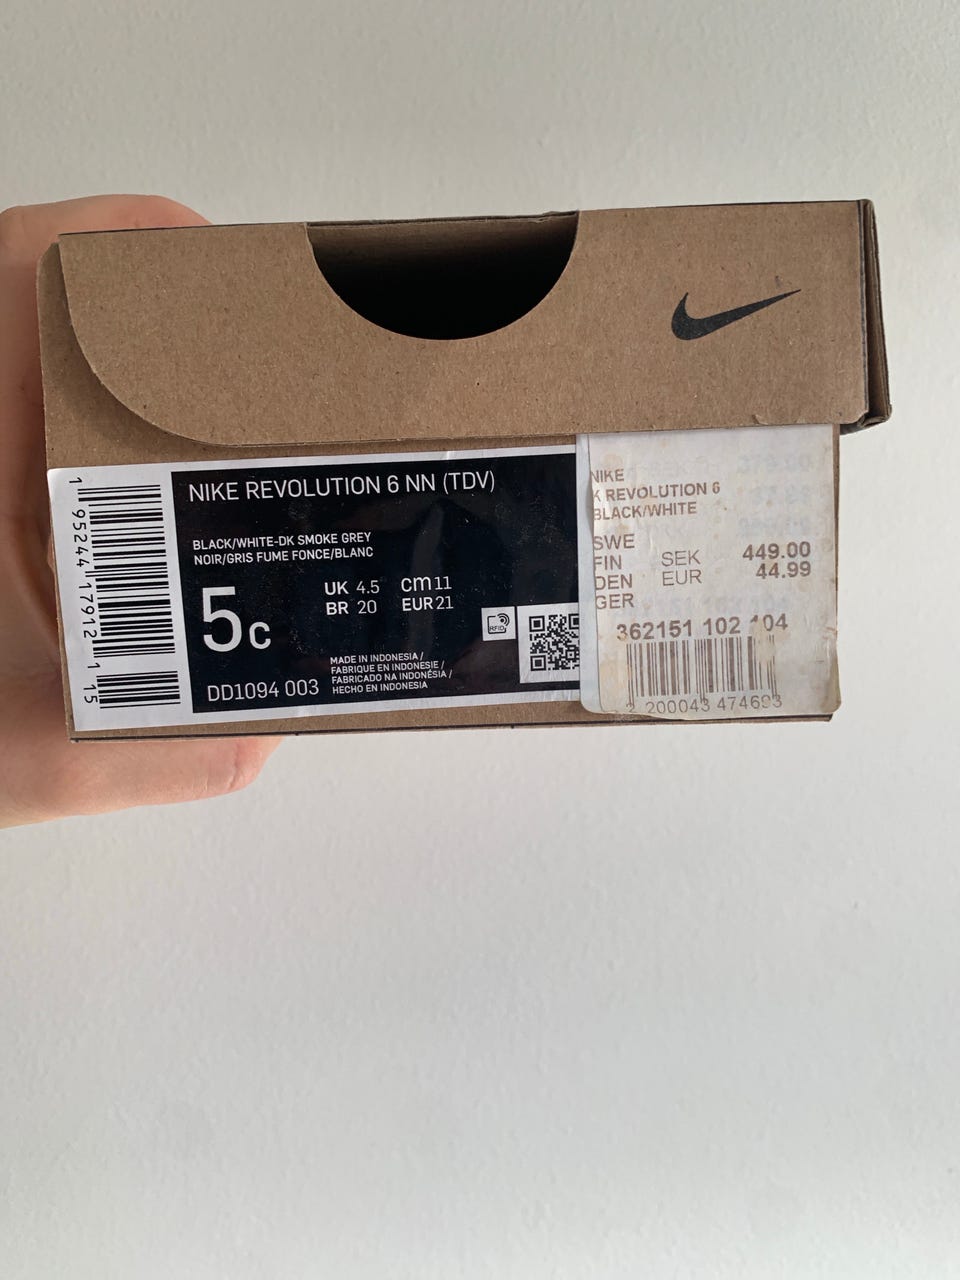 NIKE REVOLUTION 6 NN (TDV)
BLACK/WHITE-DK SMOKE GREY
NOIR/GRIS FUME FONCE/BLANC
5c
UK 4.5 cm 11
BR 20 EUR 21
RFID
MADE IN INDONESIA /
FABRIQUE EN INDONESIE /
FABRICADO NA INDONÉSIA /
HECHO EN INDONESIA
DD1094 003
1 95244 17912 1 15
NIKE
K REVOLUTION 6
BLACK/WHITE
SWE
FIN SEK 449.00
DEN EUR 44.99
GER
362151 102 104
2 200043 474693